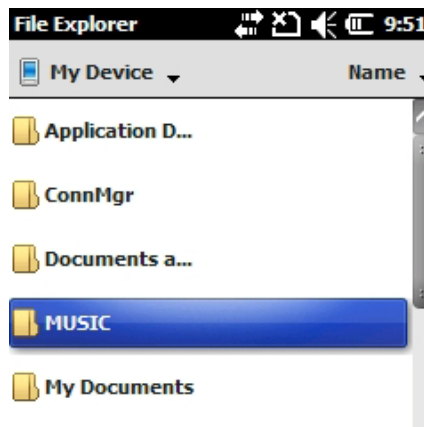 File Explorer 9:51
My Device Name
Application D...
ConnMgr
Documents a...
MUSIC
My Documents